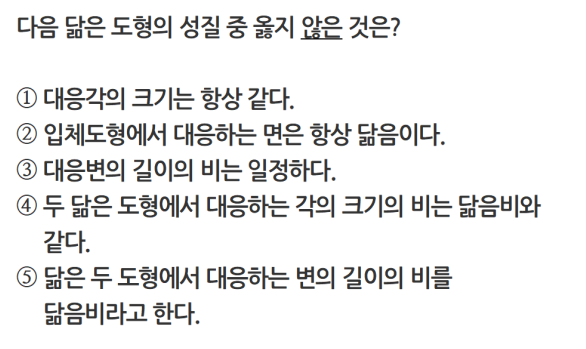 다음 닮은 도형의 성질 중 옳지 않은 것은?
① 대응각의 크기는 항상 같다.
② 입체도형에서 대응하는 면은 항상 닮음이다.
③ 대응변의 길이의 비는 일정하다.
④ 두 닮은 도형에서 대응하는 각의 크기의 비는 닮음비와
같다.
⑤ 닮은 두 도형에서 대응하는 변의 길이의 비를
닮음비라고 한다.